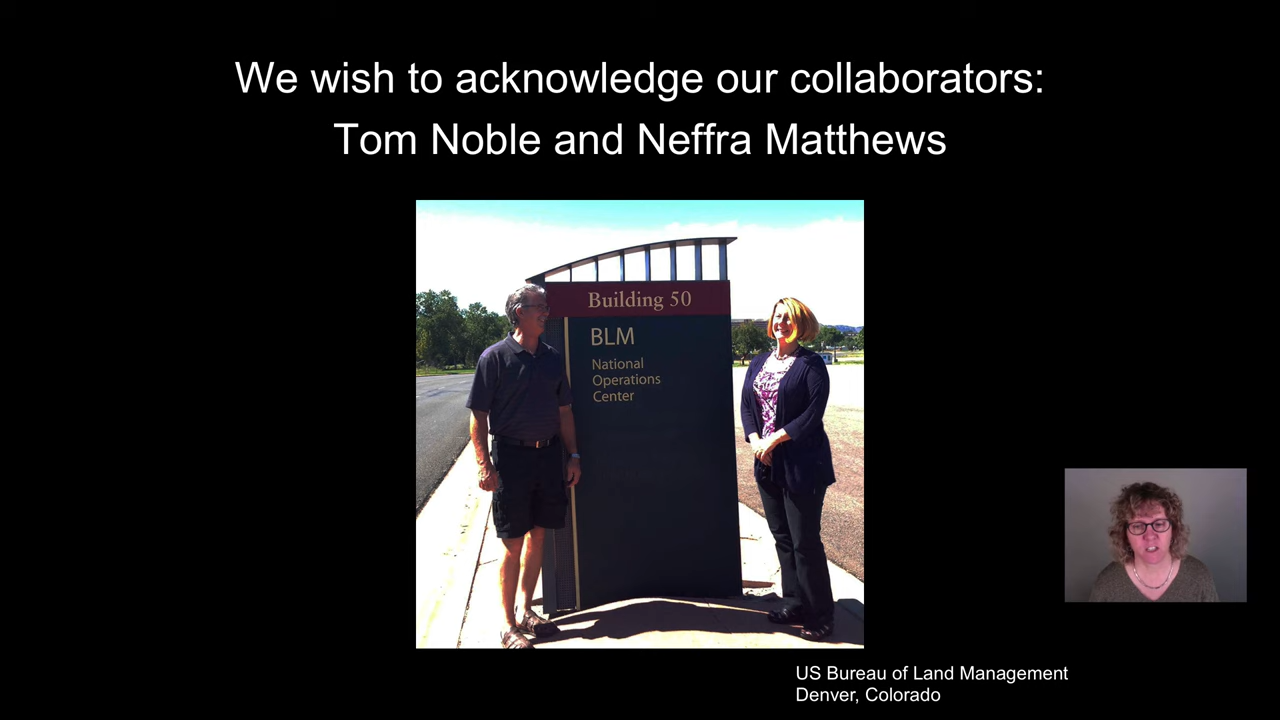 We wish to acknowledge our collaborators:
Tom Noble and Neffra Matthews
Building 50
BLM
National
Operations
Center
US Bureau of Land Management
Denver, Colorado